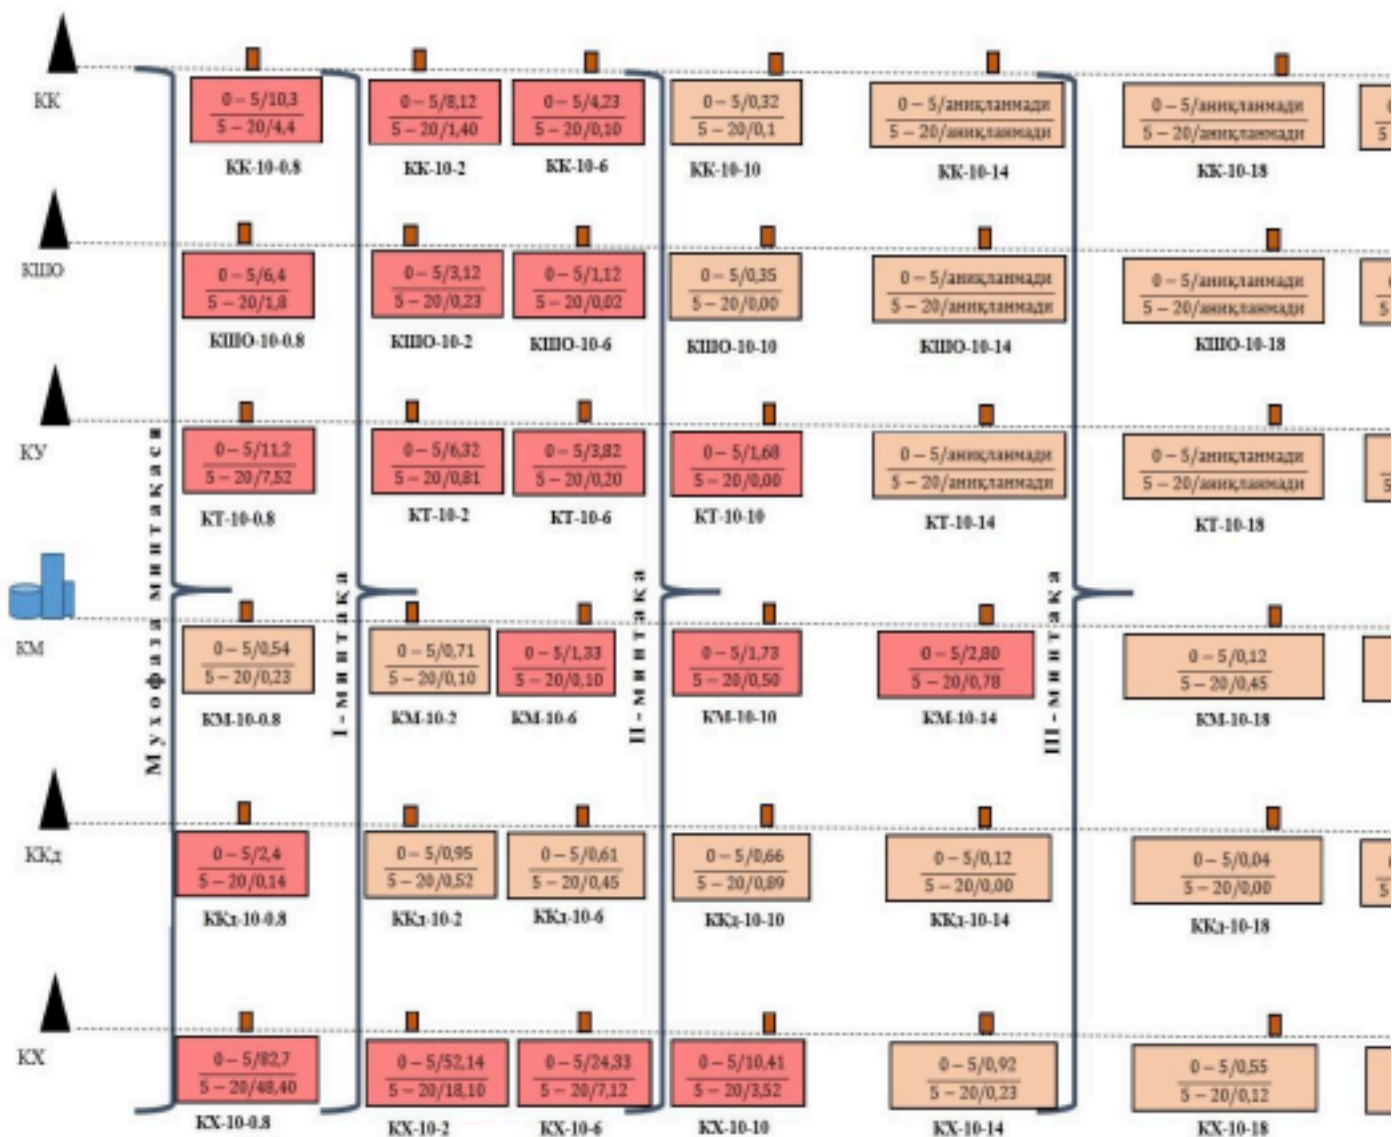 КК
0 – 5/10,3
5 – 20/4,4
КК-10-0.8
0 – 5/8,12
5 – 20/1,40
КК-10-2
0 – 5/4,23
5 – 20/0,10
КК-10-6
0 – 5/0,32
5 – 20/0,1
КК-10-10
0 – 5/аниқланмади
5 – 20/аниқланмади
КК-10-14
0 – 5/аниқланмади
5 – 20/аниқланмади
КК-10-18
КШО
0 – 5/6,4
5 – 20/1,8
КШО-10-0.8
0 – 5/3,12
5 – 20/0,23
КШО-10-2
0 – 5/1,12
5 – 20/0,02
КШО-10-6
0 – 5/0,35
5 – 20/0,00
КШО-10-10
0 – 5/аниқланмади
5 – 20/аниқланмади
КШО-10-14
0 – 5/аниқланмади
5 – 20/аниқланмади
КШО-10-18
КУ
0 – 5/11,2
5 – 20/7,52
КТ-10-0.8
0 – 5/6,32
5 – 20/0,81
КТ-10-2
0 – 5/3,82
5 – 20/0,20
КТ-10-6
0 – 5/1,68
5 – 20/0,00
КТ-10-10
0 – 5/аниқланмади
5 – 20/аниқланмади
КТ-10-14
0 – 5/аниқланмади
5 – 20/аниқланмади
КТ-10-18
Мухофаза минтақаси
I-минтақа
II-минтақа
III-минтақа
КМ
0 – 5/0,54
5 – 20/0,23
КМ-10-0.8
0 – 5/0,71
5 – 20/0,10
КМ-10-2
0 – 5/1,33
5 – 20/0,10
КМ-10-6
0 – 5/1,73
5 – 20/0,50
КМ-10-10
0 – 5/2,80
5 – 20/0,78
КМ-10-14
0 – 5/0,12
5 – 20/0,45
КМ-10-18
ККд
0 – 5/2,4
5 – 20/0,14
ККд-10-0.8
0 – 5/0,95
5 – 20/0,52
ККд-10-2
0 – 5/0,61
5 – 20/0,45
ККд-10-6
0 – 5/0,66
5 – 20/0,89
ККд-10-10
0 – 5/0,12
5 – 20/0,00
ККд-10-14
0 – 5/0,04
5 – 20/0,00
ККд-10-18
КХ
0 – 5/82,7
5 – 20/48,40
КХ-10-0.8
0 – 5/52,14
5 – 20/18,10
КХ-10-2
0 – 5/24,33
5 – 20/7,12
КХ-10-6
0 – 5/10,41
5 – 20/3,52
КХ-10-10
0 – 5/0,92
5 – 20/0,23
КХ-10-14
0 – 5/0,55
5 – 20/0,12
КХ-10-18